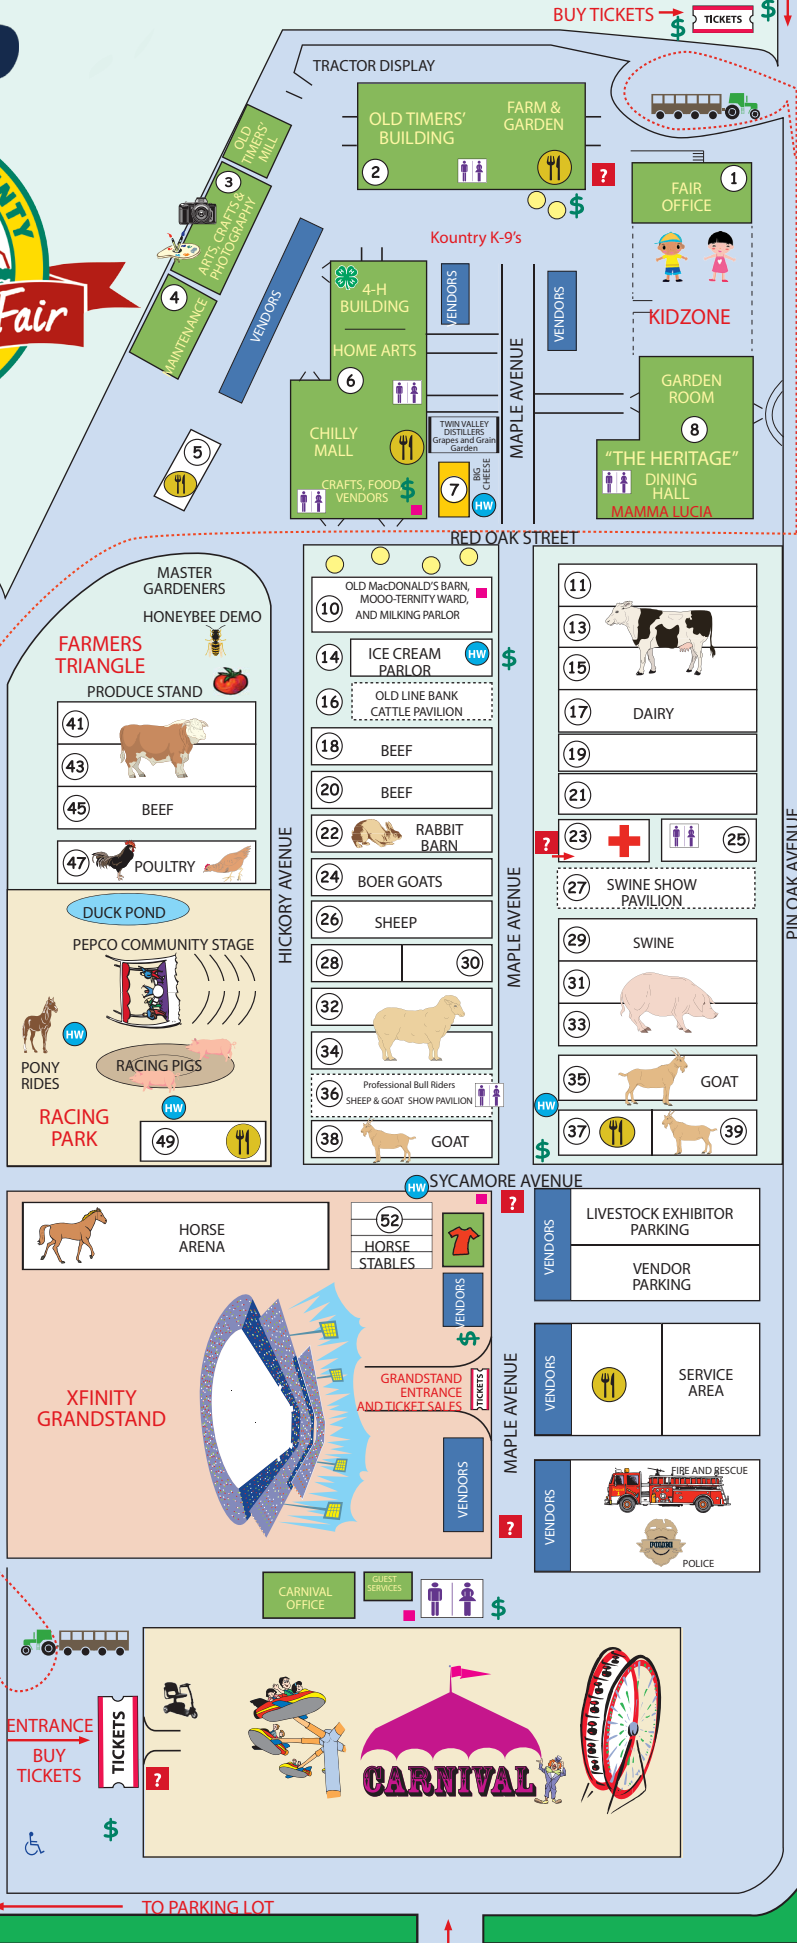 BUY TICKETS
TICKETS
$
$
TRACTOR DISPLAY
OLD TIMERS'
BUILDING
FARM &
GARDEN
2
?
$
OLD
TIMERS'
MILL
3
ARTS, CRAFTS &
PHOTOGRAPHY
4
MAINTENANCE
VENDORS
NTY
Fair
1
FAIR
OFFICE
KIDZONE
Kountry K-9's
4-H
BUILDING
HOME ARTS
6
CHILLY
MALL
CRAFTS, FOOD
VENDORS
$
VENDORS
VENDORS
MAPLE AVENUE
TWIN VALLEY
DISTILLERS
Grapes and Grain
Garden
7
BIG
CHEESE
HW
5
GARDEN
ROOM
8
"THE HERITAGE"
DINING
HALL
MAMMA LUCIA
RED OAK STREET
MASTER
GARDENERS
HONEYBEE DEMO
FARMERS
TRIANGLE
PRODUCE STAND
41
43
45
BEEF
47
POULTRY
DUCK POND
PEPCO COMMUNITY STAGE
HW
PONY
RIDES
RACING PIGS
HW
RACING
PARK
49
HICKORY AVENUE
10
OLD MacDONALD'S BARN,
MOOO-TERNITY WARD,
AND MILKING PARLOR
14
ICE CREAM
PARLOR
HW
$
16
OLD LINE BANK
CATTLE PAVILION
18
BEEF
20
BEEF
22
RABBIT
BARN
24
BOER GOATS
26
SHEEP
28
30
32
34
36
Professional Bull Riders
SHEEP & GOAT SHOW PAVILION
38
GOAT
MAPLE AVENUE
11
13
15
17
DAIRY
19
21
?
23
25
27
SWINE SHOW
PAVILION
29
SWINE
31
33
35
GOAT
HW
37
39
$
PIN OAK AVENUE
SYCAMORE AVENUE
HW
?
HORSE
ARENA
52
HORSE
STABLES
VENDORS
$
XFINITY
GRANDSTAND
GRANDSTAND
ENTRANCE
AND TICKET SALES
TICKETS
VENDORS
MAPLE AVENUE
?
VENDORS
LIVESTOCK EXHIBITOR
PARKING
VENDOR
PARKING
VENDORS
SERVICE
AREA
VENDORS
FIRE AND RESCUE
POLICE
POLICE
CARNIVAL
OFFICE
GUEST
SERVICES
$
ENTRANCE
BUY
TICKETS
TICKETS
?
$
CARNIVAL
TO PARKING LOT